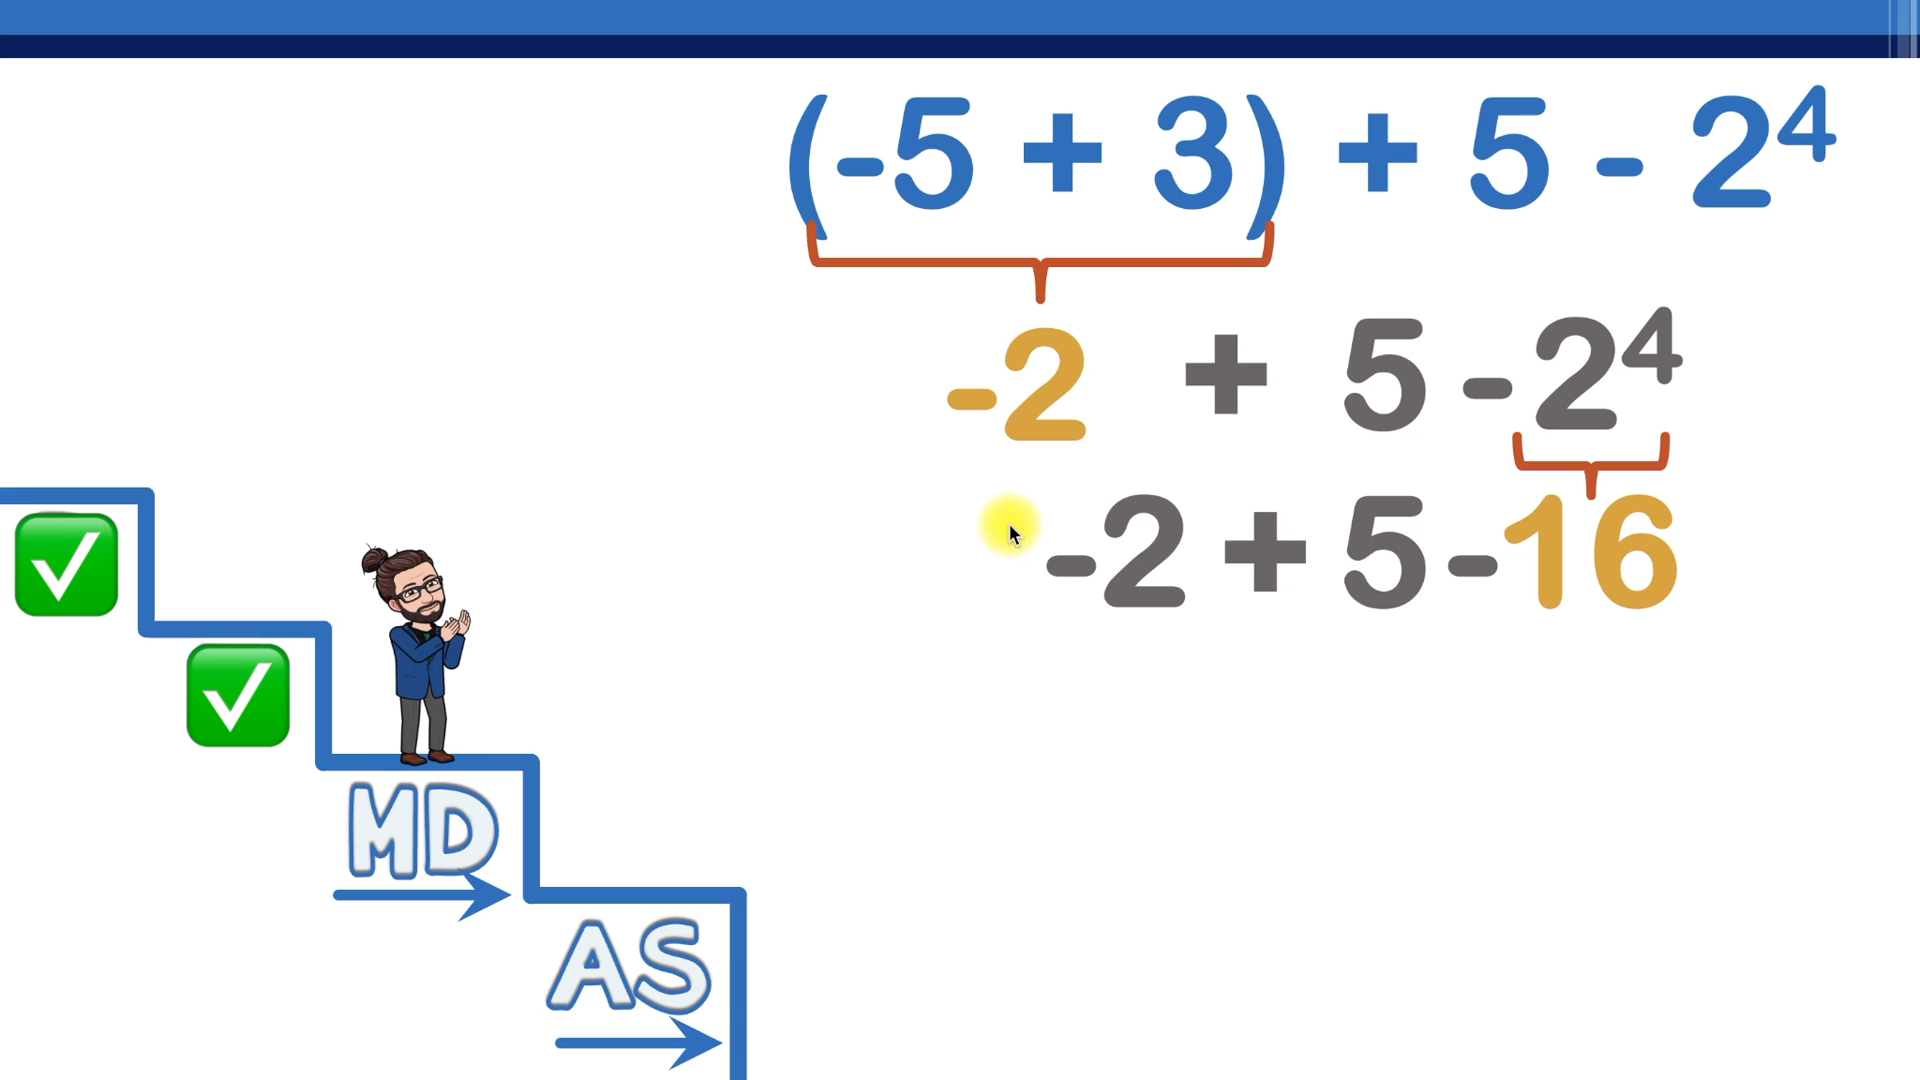 (-5 + 3) + 5 - 2⁴
-2 + 5 - 2⁴
-2 + 5 - 16
MD
AS